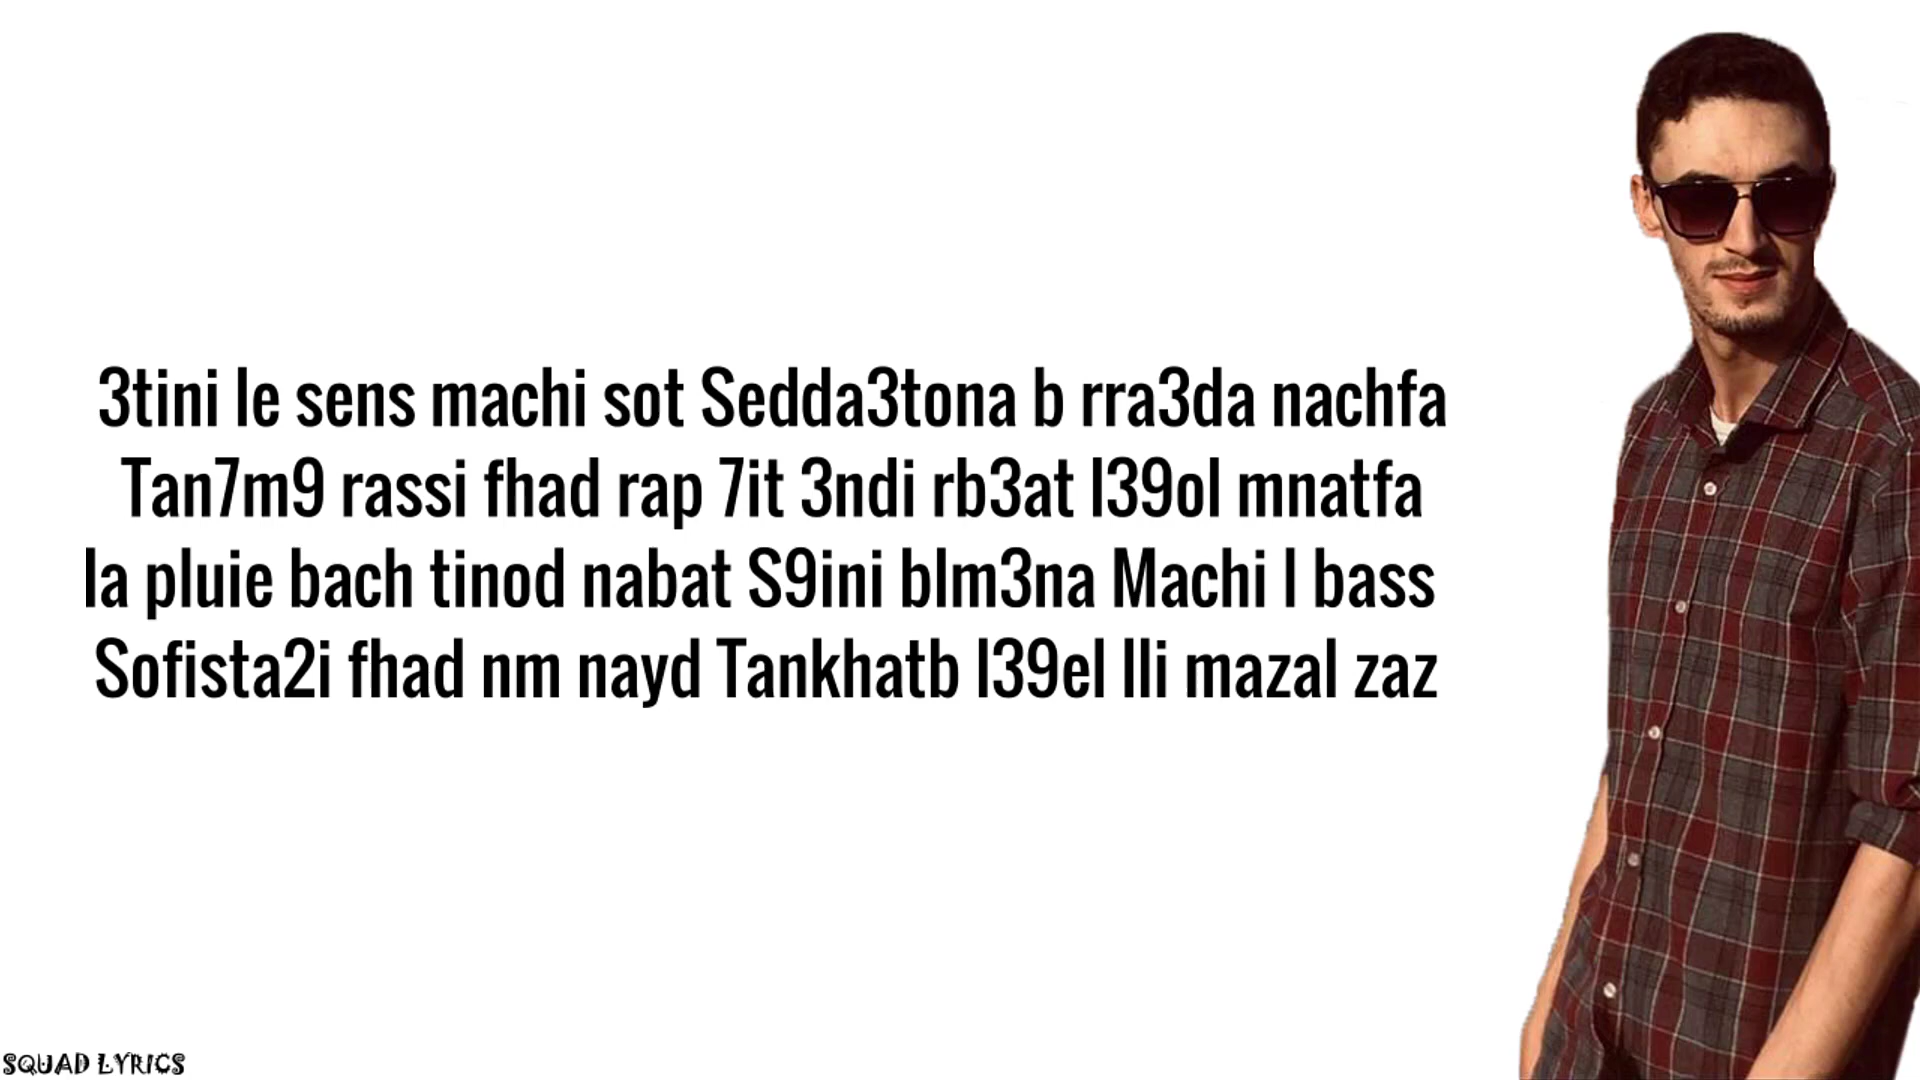 3tini le sens machi sot Sedda3tona b rra3da nachfa
Tan7m9 rassi fhad rap 7it 3ndi rb3at l39ol mnatfa
la pluie bach tinod nabat S9ini blm3na Machi l bass
Sofista2i fhad nm nayd Tankhatb l39el lli mazal zaz
SQUAD LYRICS